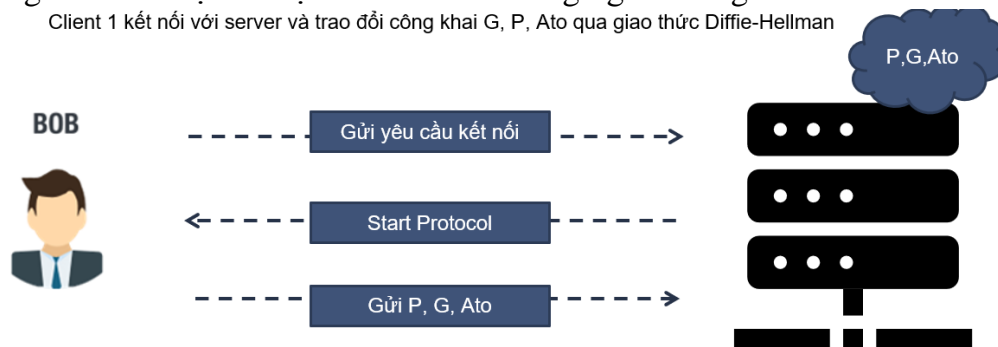 Client 1 kết nối với server và trao đổi công khai G, P, Ato qua giao thức Diffie-Hellman
P,G,Ato
BOB
Gửi yêu cầu kết nối
Start Protocol
Gửi P, G, Ato